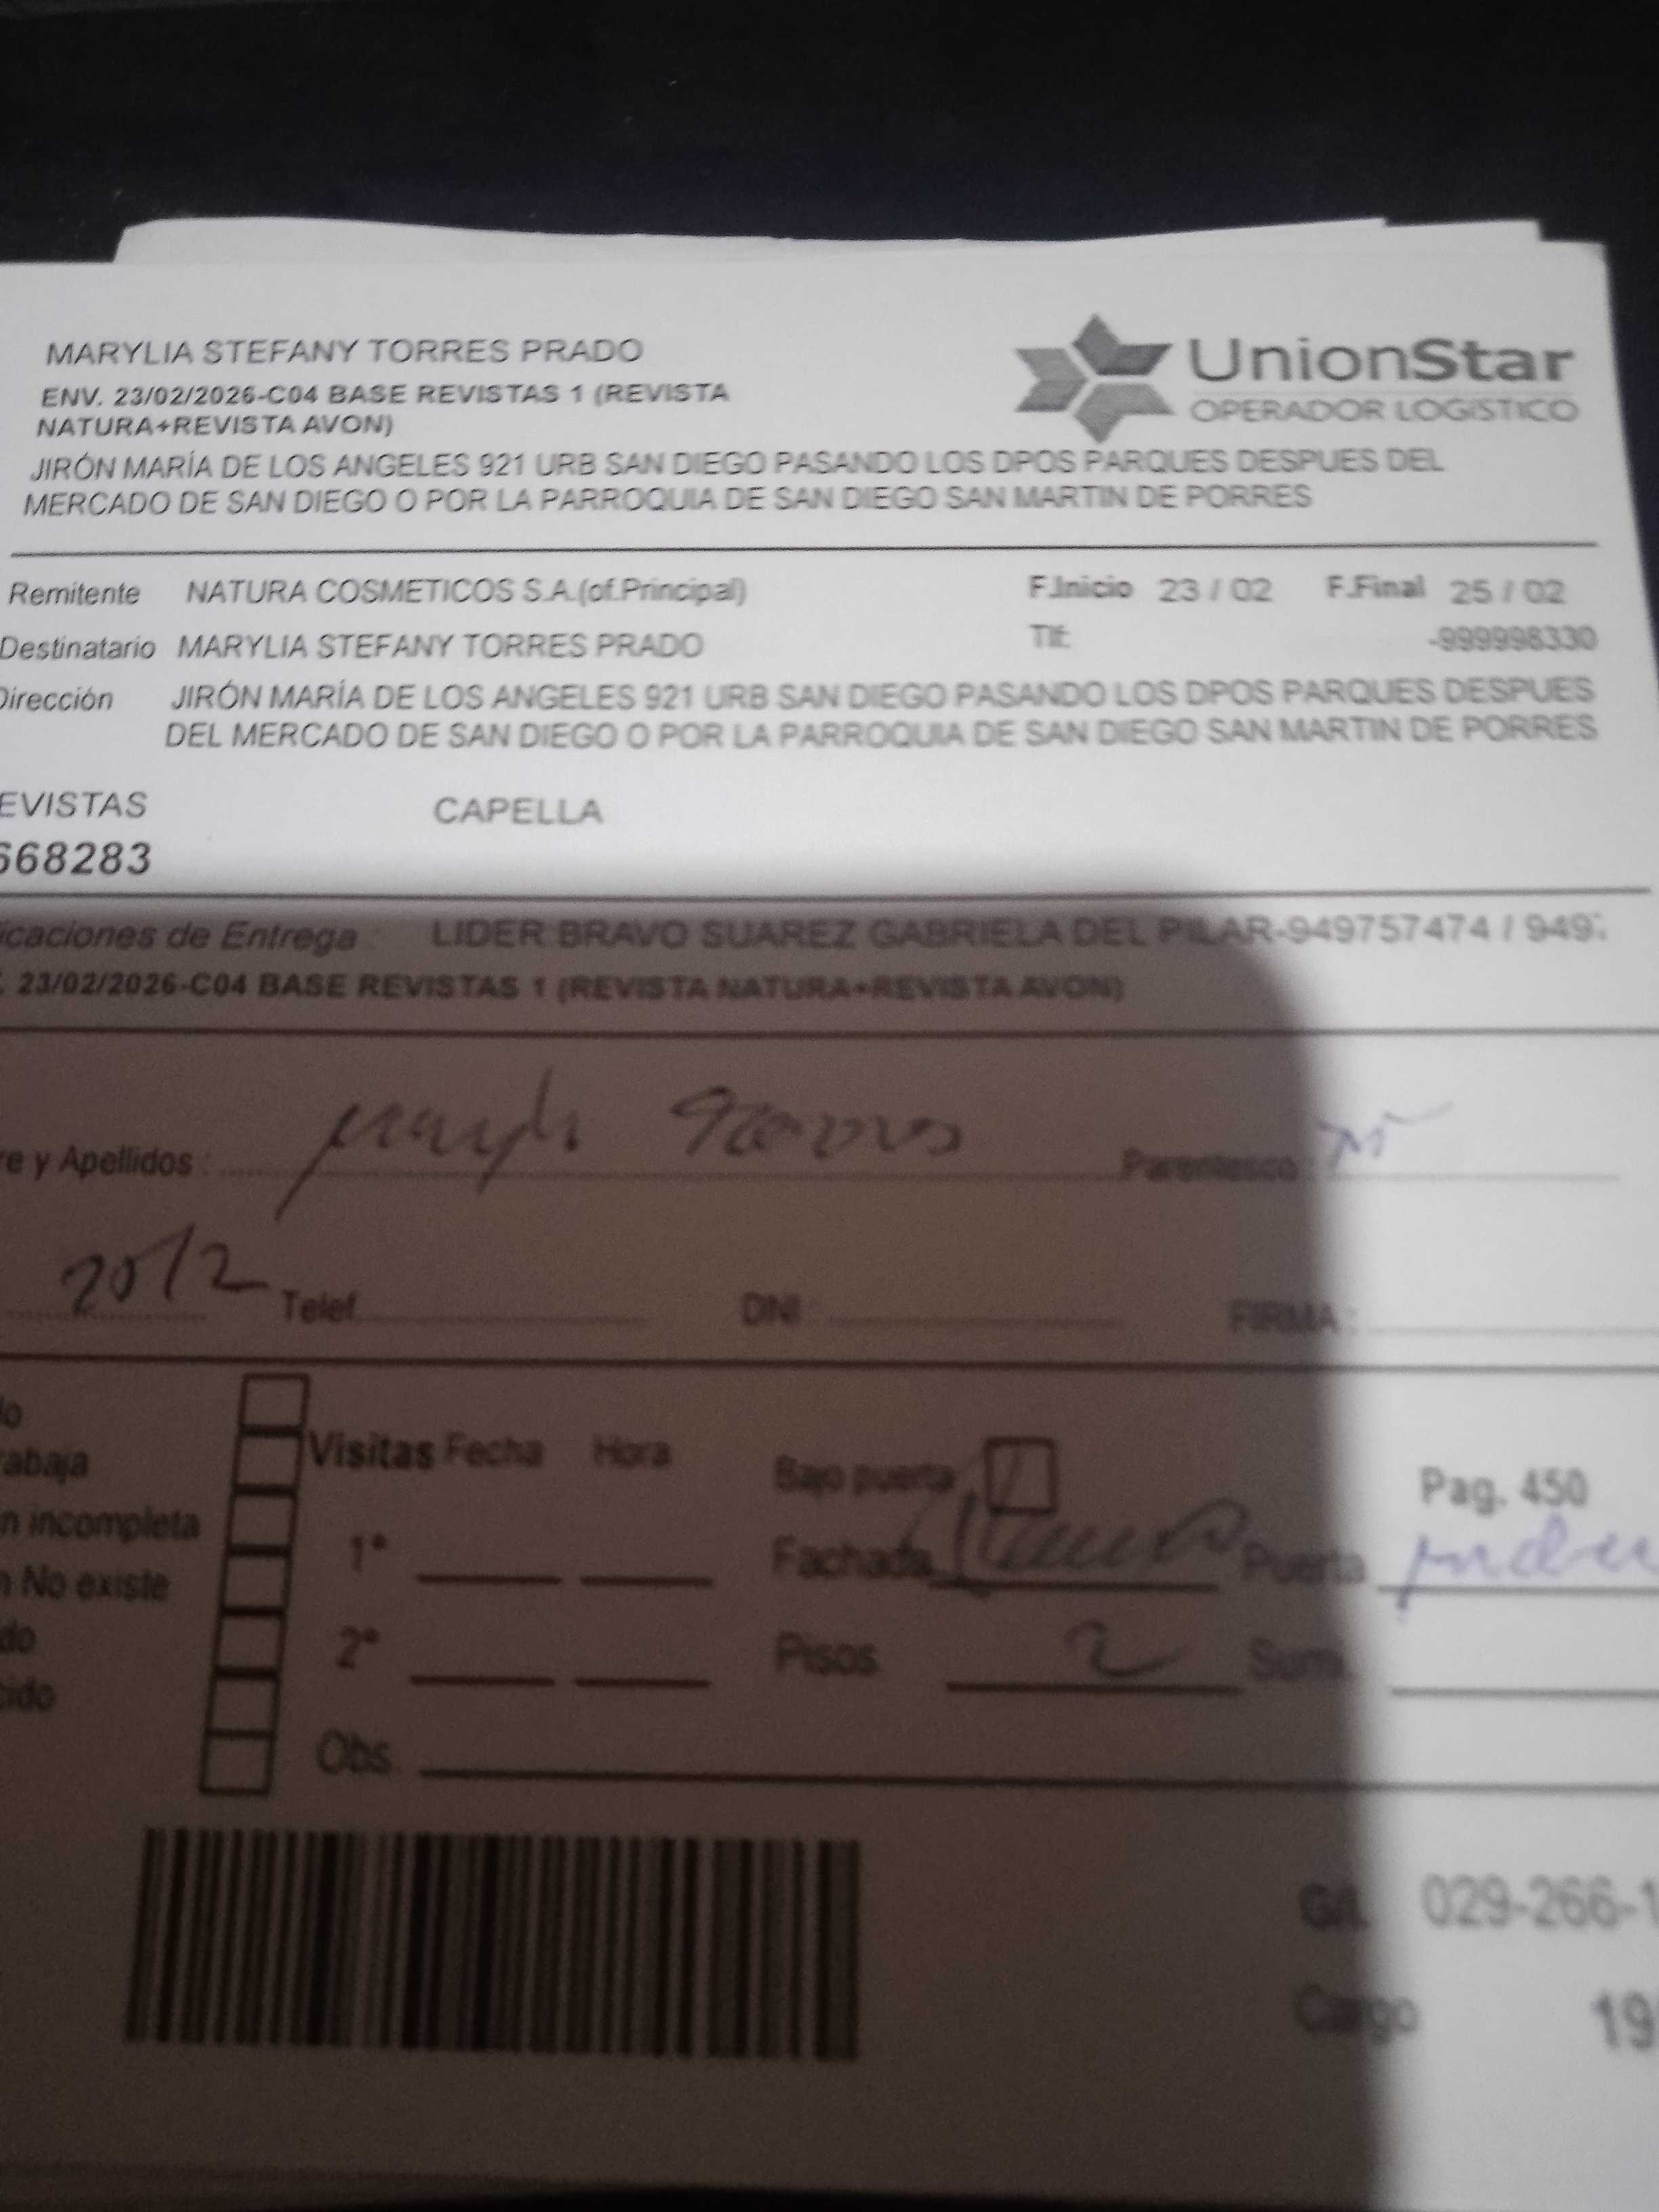 MARYLIA STEFANY TORRES PRADO
UnionStar
OPERADOR LOGÍSTICO
ENV. 23/02/2026-C04 BASE REVISTAS 1 (REVISTA
NATURA+REVISTA AVON)
JIRÓN MARÍA DE LOS ANGELES 921 URB SAN DIEGO PASANDO LOS DPOS PARQUES DESPUES DEL
MERCADO DE SAN DIEGO O POR LA PARROQUIA DE SAN DIEGO SAN MARTIN DE PORRES
Remitente NATURA COSMETICOS S.A.(of.Principal) F.Inicio 23 / 02 F.Final 25 / 02
Destinatario MARYLIA STEFANY TORRES PRADO Tlf: -999998330
Dirección JIRÓN MARÍA DE LOS ANGELES 921 URB SAN DIEGO PASANDO LOS DPOS PARQUES DESPUES
DEL MERCADO DE SAN DIEGO O POR LA PARROQUIA DE SAN DIEGO SAN MARTIN DE PORRES
EVISTAS CAPELLA
668283
icaciones de Entrega : LIDER BRAVO SUAREZ GABRIELA DEL PILAR-949757474 / 949
. 23/02/2026-C04 BASE REVISTAS 1 (REVISTA NATURA+REVISTA AVON)
re y Apellidos : Parentesco
Telef. DNI : FIRMA :
do
rabaja
Visitas Fecha Hora
Bajo puerta
Pag. 450
n incompleta
1°
Fachada Puerta
n No existe
do
2°
Pisos 2 Sum.
cido
Obs.
G/L 029-266-1
Cargo 19